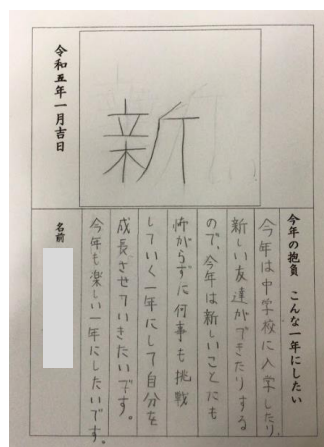 令和五年一月吉日
新
今年の抱負 こんな一年にしたい
今年は中学校に入学したり、
新しい友達ができたりする
ので、今年は新しいことにも
怖がらずに何事も挑戦
していく一年にして自分を
成長させていきたいです。
今年も楽しい一年にしたいです。
名前